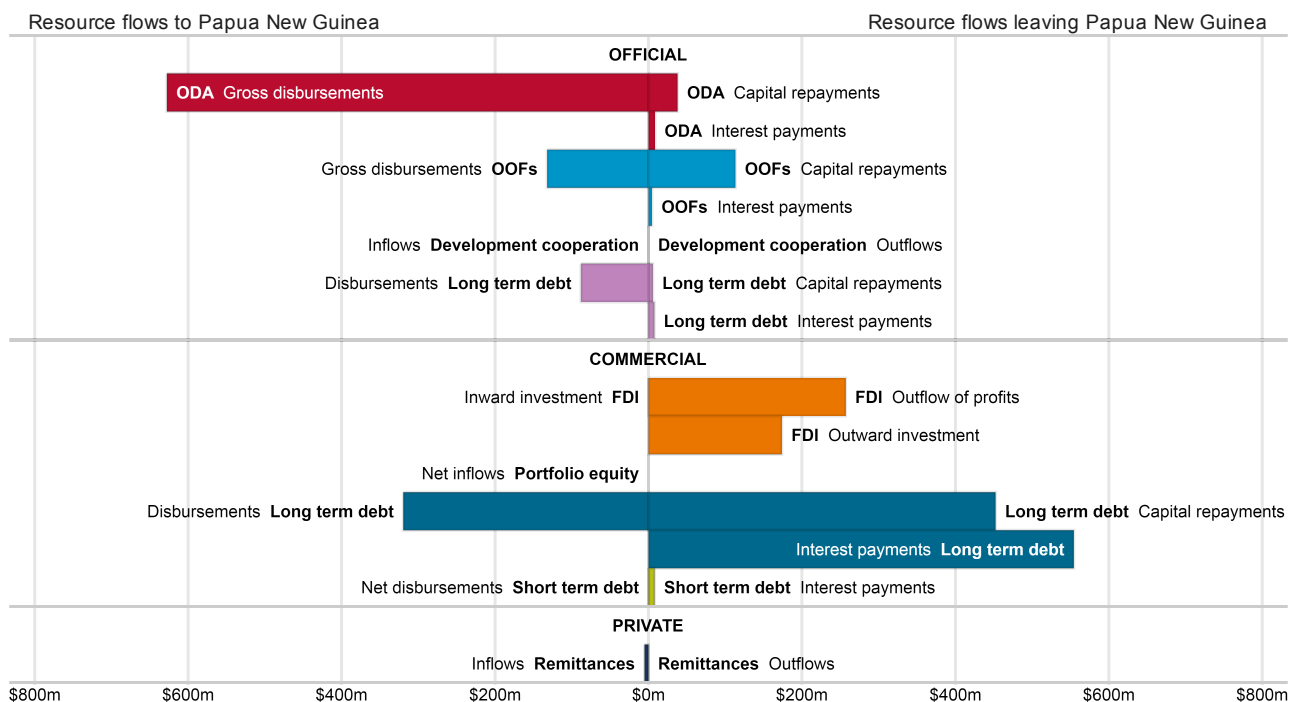 Resource flows to Papua New Guinea Resource flows leaving Papua New Guinea
OFFICIAL
ODA Gross disbursements ODA Capital repayments
ODA Interest payments
Gross disbursements OOFs OOFs Capital repayments
OOFs Interest payments
Inflows Development cooperation Development cooperation Outflows
Disbursements Long term debt Long term debt Capital repayments
Long term debt Interest payments
COMMERCIAL
Inward investment FDI FDI Outflow of profits
FDI Outward investment
Net inflows Portfolio equity
Disbursements Long term debt Long term debt Capital repayments
Interest payments Long term debt
Net disbursements Short term debt Short term debt Interest payments
PRIVATE
Inflows Remittances Remittances Outflows
$800m $600m $400m $200m $0m $200m $400m $600m $800m